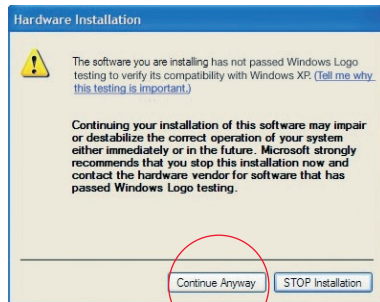 Hardware Installation
The software you are installing has not passed Windows Logo
testing to verify its compatibility with Windows XP. (Tell me why
this testing is important.)
Continuing your installation of this software may impair
or destabilize the correct operation of your system
either immediately or in the future. Microsoft strongly
recommends that you stop this installation now and
contact the hardware vendor for software that has
passed Windows Logo testing.
Continue Anyway STOP Installation